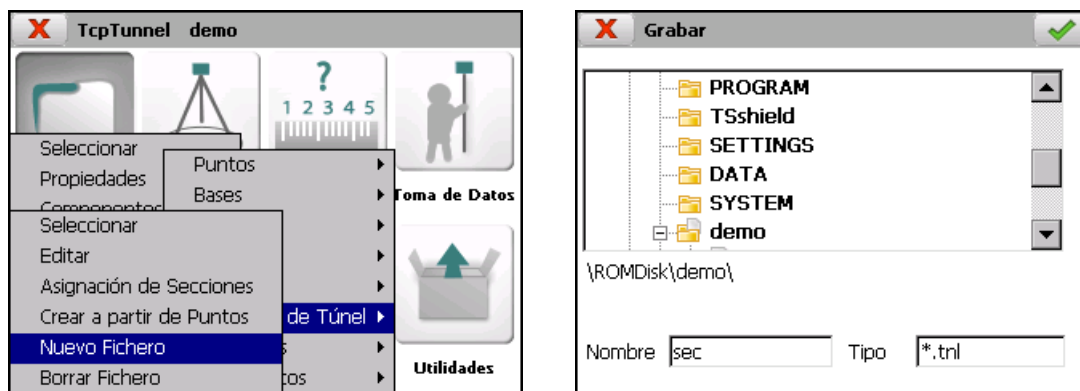 TcpTunnel demo
?
1 2 3 4 5
Seleccionar
Propiedades
Componentos
Puntos
Bases
Toma de Datos
Seleccionar
Editar
Asignación de Secciones
Crear a partir de Puntos
de Túnel
Nuevo Fichero
Borrar Fichero
Utilidades
Grabar
PROGRAM
TSshield
SETTINGS
DATA
SYSTEM
demo
\ROMDisk\demo\
Nombre sec Tipo *.tnl